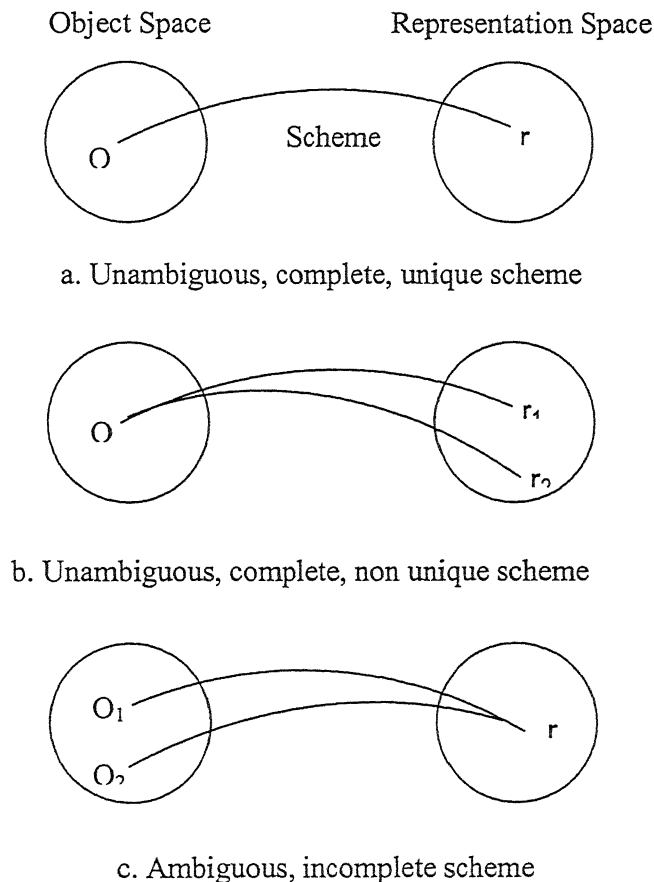 Object Space Representation Space
O Scheme r
a. Unambiguous, complete, unique scheme
O r₁
r₂
b. Unambiguous, complete, non unique scheme
O₁
r
O₂
c. Ambiguous, incomplete scheme